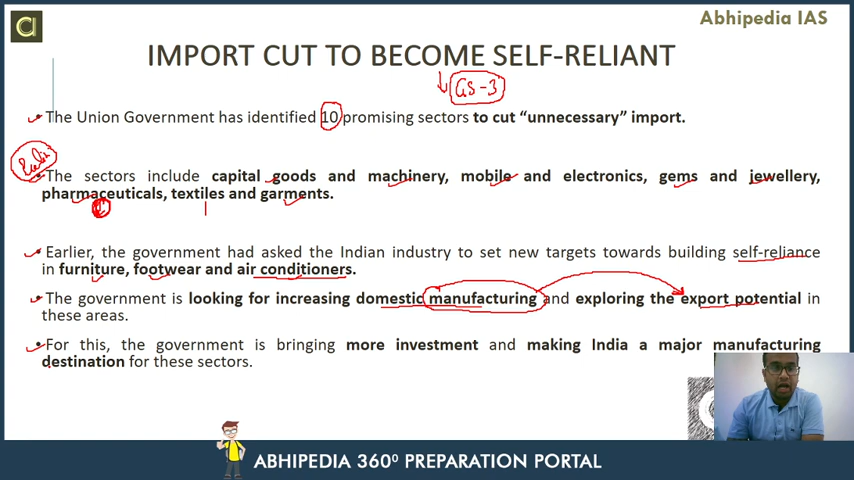 Abhipedia IAS
IMPORT CUT TO BECOME SELF-RELIANT
GS-3
• The Union Government has identified 10 promising sectors to cut “unnecessary” import.
• The sectors include capital goods and machinery, mobile and electronics, gems and jewellery,
pharmaceuticals, textiles and garments.
• Earlier, the government had asked the Indian industry to set new targets towards building self-reliance
in furniture, footwear and air conditioners.
• The government is looking for increasing domestic manufacturing and exploring the export potential in
these areas.
• For this, the government is bringing more investment and making India a major manufacturing
destination for these sectors.
ABHIPEDIA 360⁰ PREPARATION PORTAL